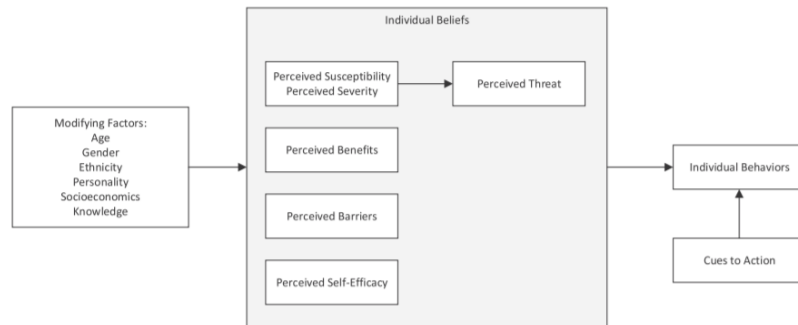 Individual Beliefs
Modifying Factors:
Age
Gender
Ethnicity
Personality
Socioeconomics
Knowledge
Perceived Susceptibility
Perceived Severity
Perceived Threat
Perceived Benefits
Perceived Barriers
Perceived Self-Efficacy
Individual Behaviors
Cues to Action